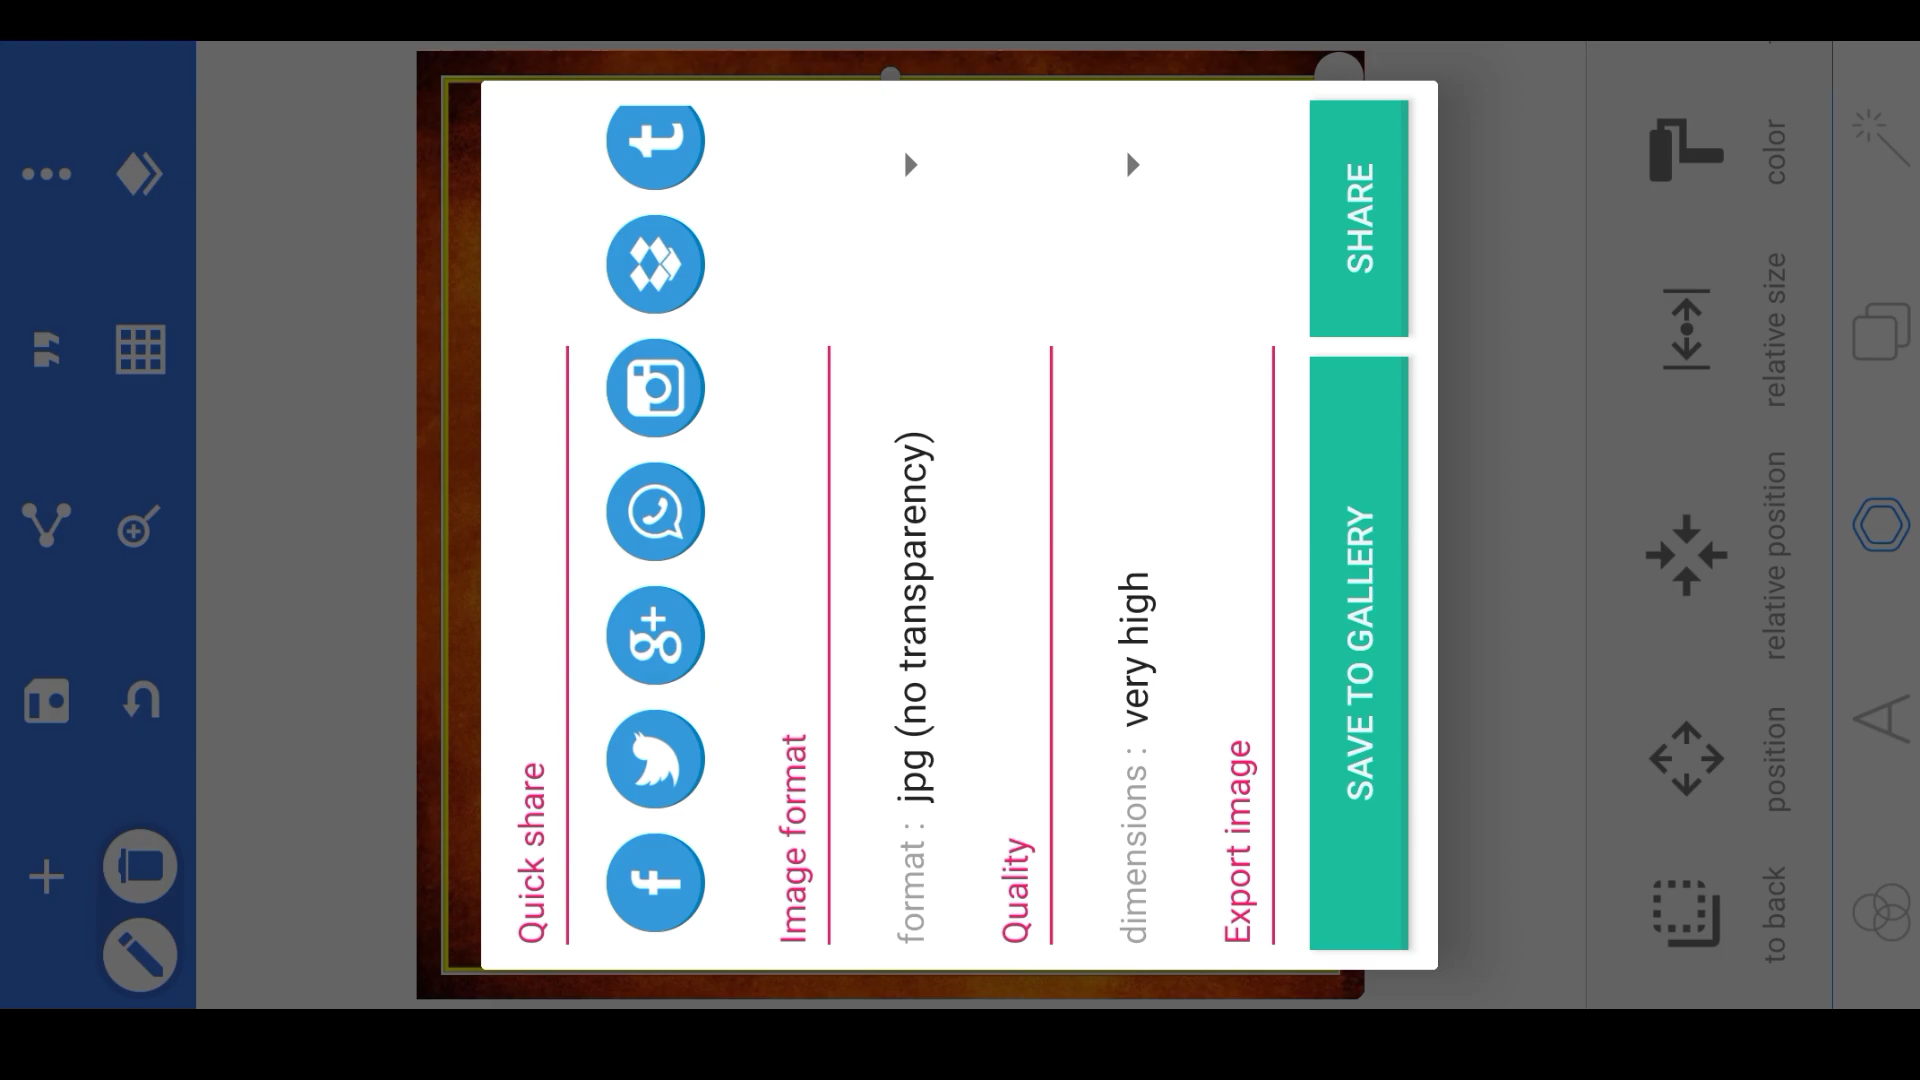 Quick share
Image format
format : jpg (no transparency)
Quality
dimensions : very high
Export image
SAVE TO GALLERY
SHARE
to back
position
relative position
relative size
color